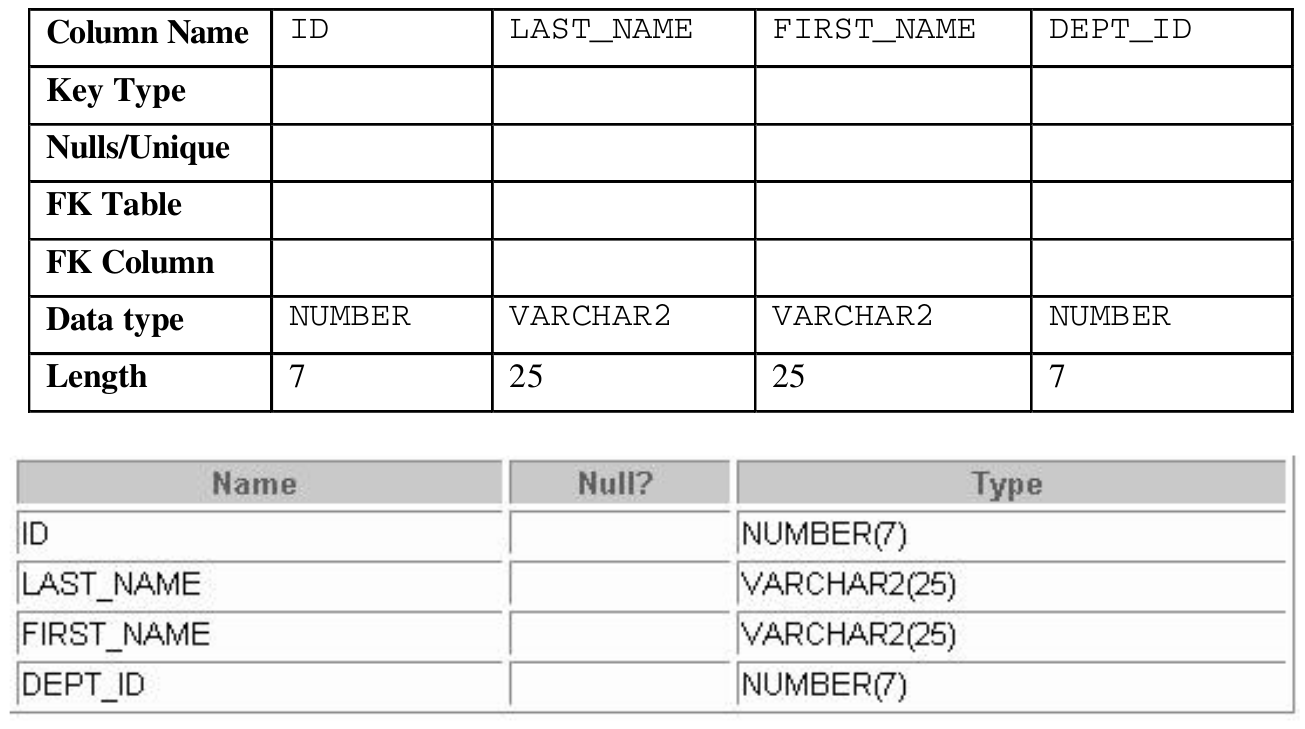 Column Name ID LAST_NAME FIRST_NAME DEPT_ID
Key Type
Nulls/Unique
FK Table
FK Column
Data type NUMBER VARCHAR2 VARCHAR2 NUMBER
Length 7 25 25 7
Name Null? Type
ID NUMBER(7)
LAST_NAME VARCHAR2(25)
FIRST_NAME VARCHAR2(25)
DEPT_ID NUMBER(7)